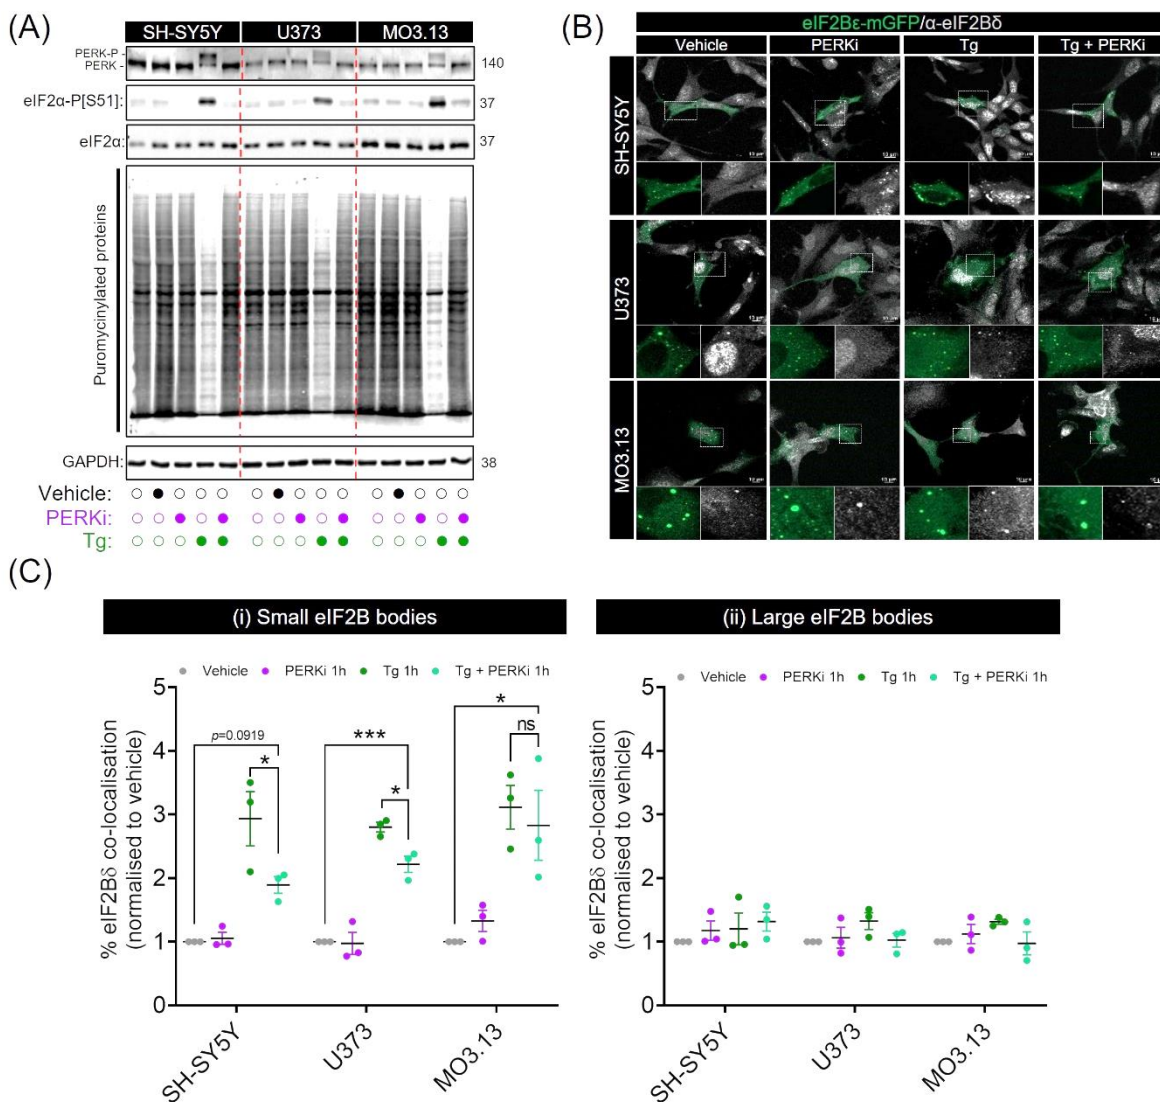 (A)
SH-SY5Y U373 MO3.13
PERK-P -
PERK -
140
eIF2α-P[S51]:
37
eIF2α:
37
Puromycinylated proteins
GAPDH:
38
Vehicle:
PERKi:
Tg:
(B)
eIF2Bε-mGFP/α-eIF2Bδ
Vehicle PERKi Tg Tg + PERKi
SH-SY5Y
U373
MO3.13
(C)
(i) Small eIF2B bodies
Vehicle PERKi 1h Tg 1h Tg + PERKi 1h
% eIF2Bδ co-localisation
(normalised to vehicle)
5
4
3
2
1
0
p=0.0919
*
***
*
*
ns
SH-SY5Y
U373
MO3.13
(ii) Large eIF2B bodies
Vehicle PERKi 1h Tg 1h Tg + PERKi 1h
% eIF2Bδ co-localisation
(normalised to vehicle)
5
4
3
2
1
0
SH-SY5Y
U373
MO3.13